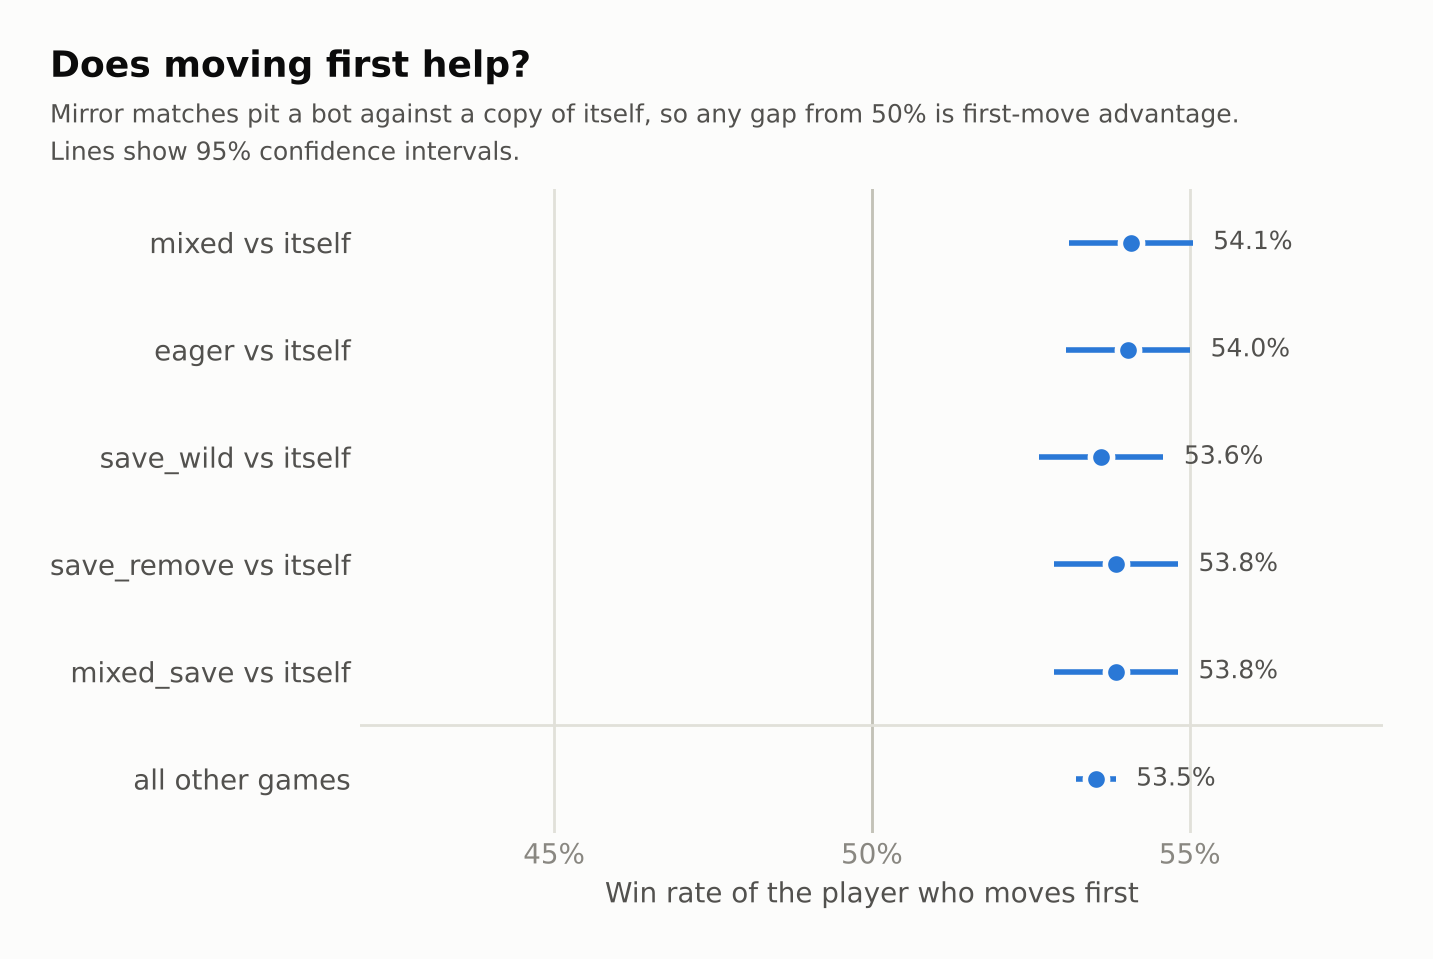 Does moving first help?
Mirror matches pit a bot against a copy of itself, so any gap from 50% is first-move advantage.
Lines show 95% confidence intervals.
mixed vs itself
54.1%
eager vs itself
54.0%
save_wild vs itself
53.6%
save_remove vs itself
53.8%
mixed_save vs itself
53.8%
all other games
53.5%
45%
50%
55%
Win rate of the player who moves first